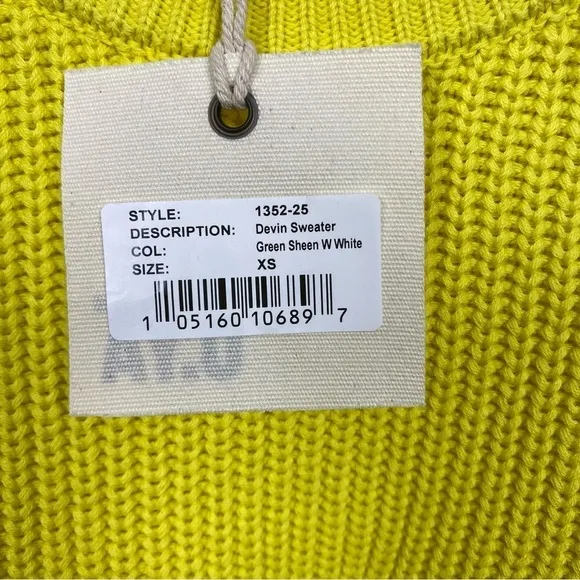 STYLE: 1352-25
DESCRIPTION: Devin Sweater
COL: Green Sheen W White
SIZE: XS
1 05160 10689 7